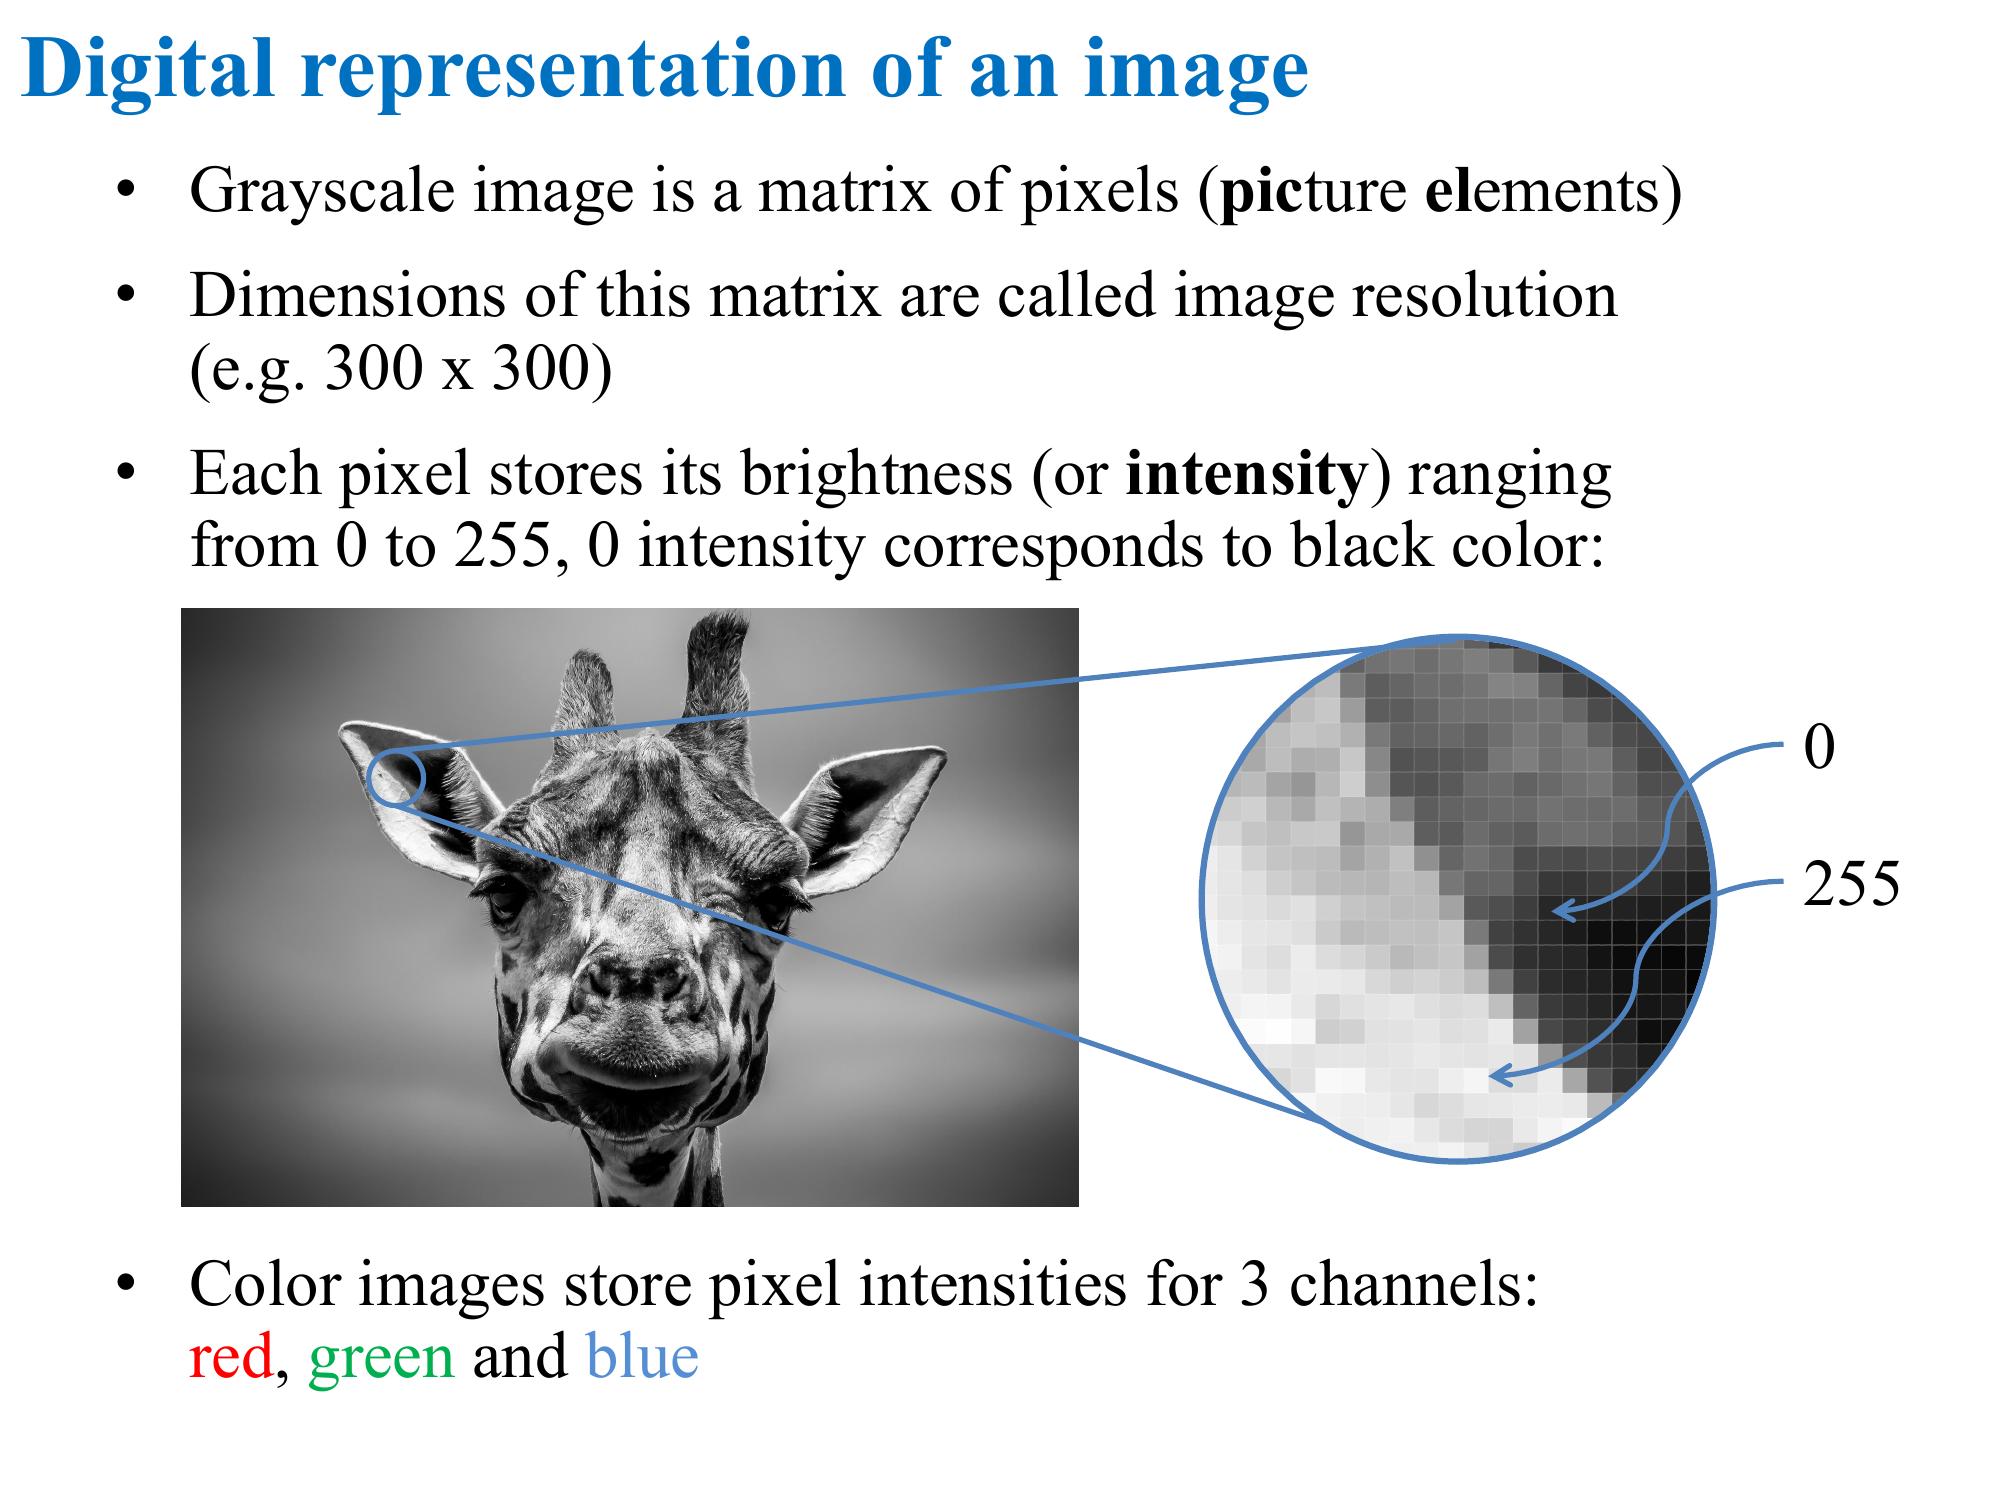 Digital representation of an image
• Grayscale image is a matrix of pixels (picture elements)
• Dimensions of this matrix are called image resolution
(e.g. 300 x 300)
• Each pixel stores its brightness (or intensity) ranging
from 0 to 255, 0 intensity corresponds to black color:
0
255
• Color images store pixel intensities for 3 channels:
red, green and blue